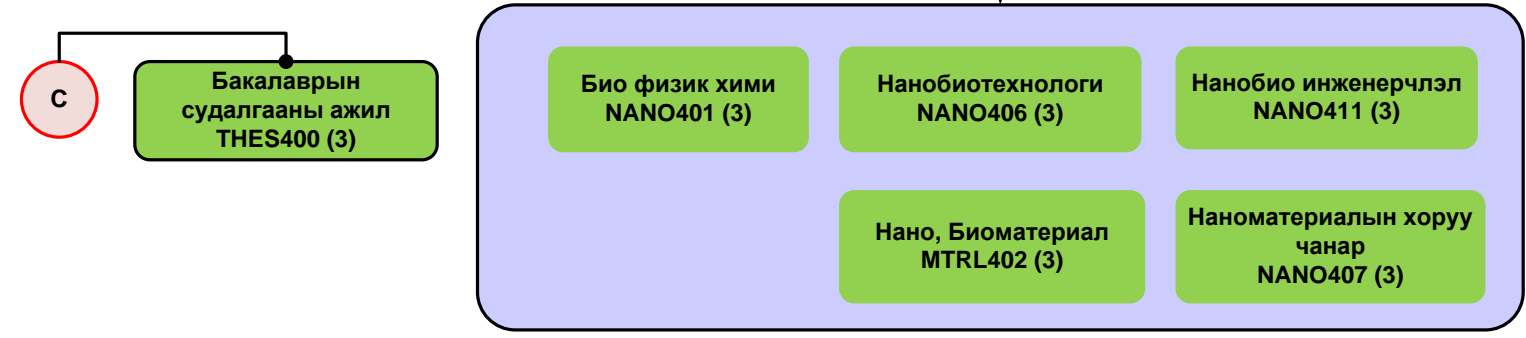 С
Бакалаврын
судалгааны ажил
THES400 (3)
Био физик хими
NANO401 (3)
Нанобиотехнологи
NANO406 (3)
Нанобио инженерчлэл
NANO411 (3)
Нано, Биоматериал
MTRL402 (3)
Наноматериалын хоруу
чанар
NANO407 (3)